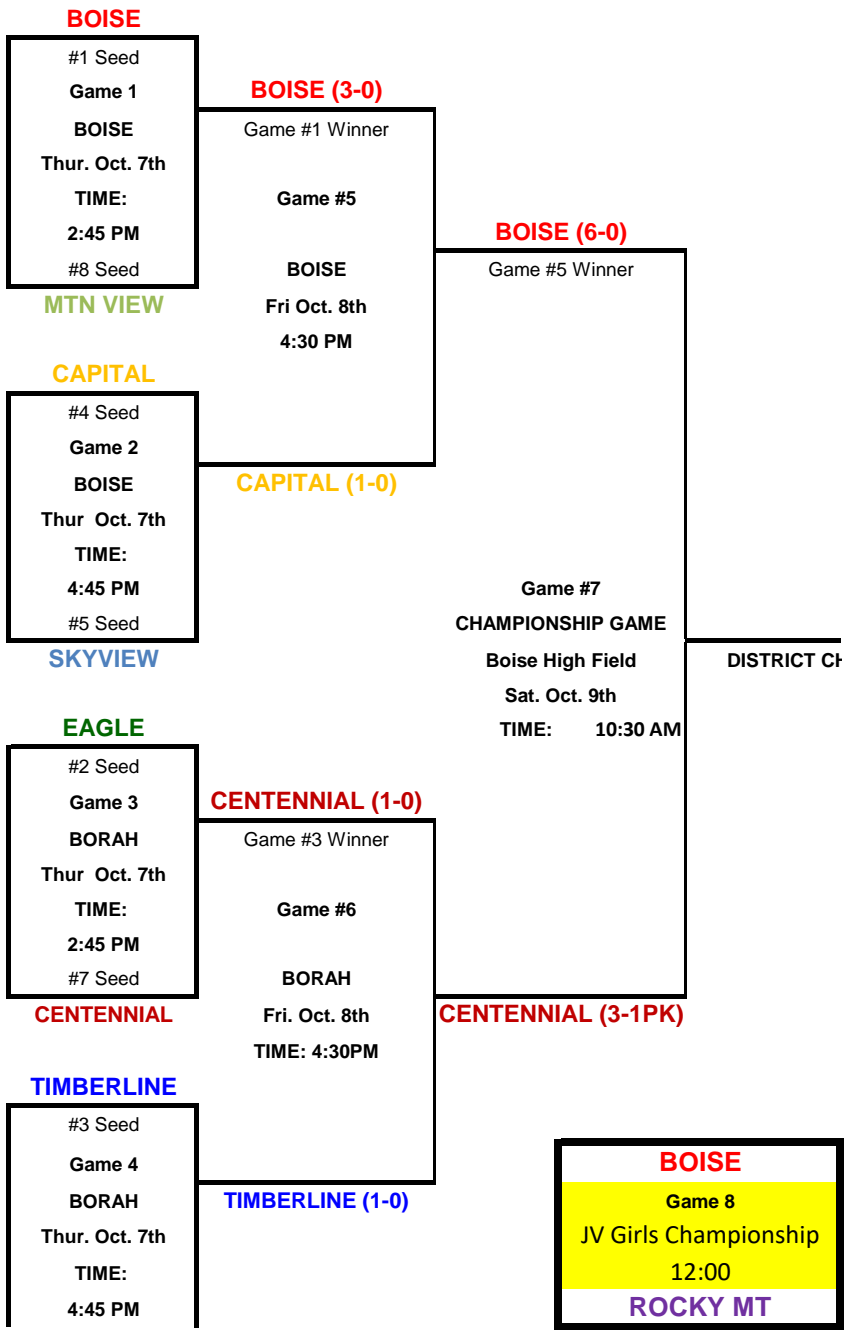 BOISE
#1 Seed
Game 1
BOISE
Thur. Oct. 7th
TIME:
2:45 PM
#8 Seed
MTN VIEW
CAPITAL
#4 Seed
Game 2
BOISE
Thur Oct. 7th
TIME:
4:45 PM
#5 Seed
SKYVIEW
EAGLE
#2 Seed
Game 3
BORAH
Thur Oct. 7th
TIME:
2:45 PM
#7 Seed
CENTENNIAL
TIMBERLINE
#3 Seed
Game 4
BORAH
Thur. Oct. 7th
TIME:
4:45 PM
BOISE (3-0)
Game #1 Winner
Game #5
BOISE
Fri Oct. 8th
4:30 PM
CAPITAL (1-0)
CENTENNIAL (1-0)
Game #3 Winner
Game #6
BORAH
Fri. Oct. 8th
TIME: 4:30PM
TIMBERLINE (1-0)
BOISE (6-0)
Game #5 Winner
Game #7
CHAMPIONSHIP GAME
Boise High Field
Sat. Oct. 9th
TIME: 10:30 AM
CENTENNIAL (3-1PK)
DISTRICT CH
BOISE
Game 8
JV Girls Championship
12:00
ROCKY MT